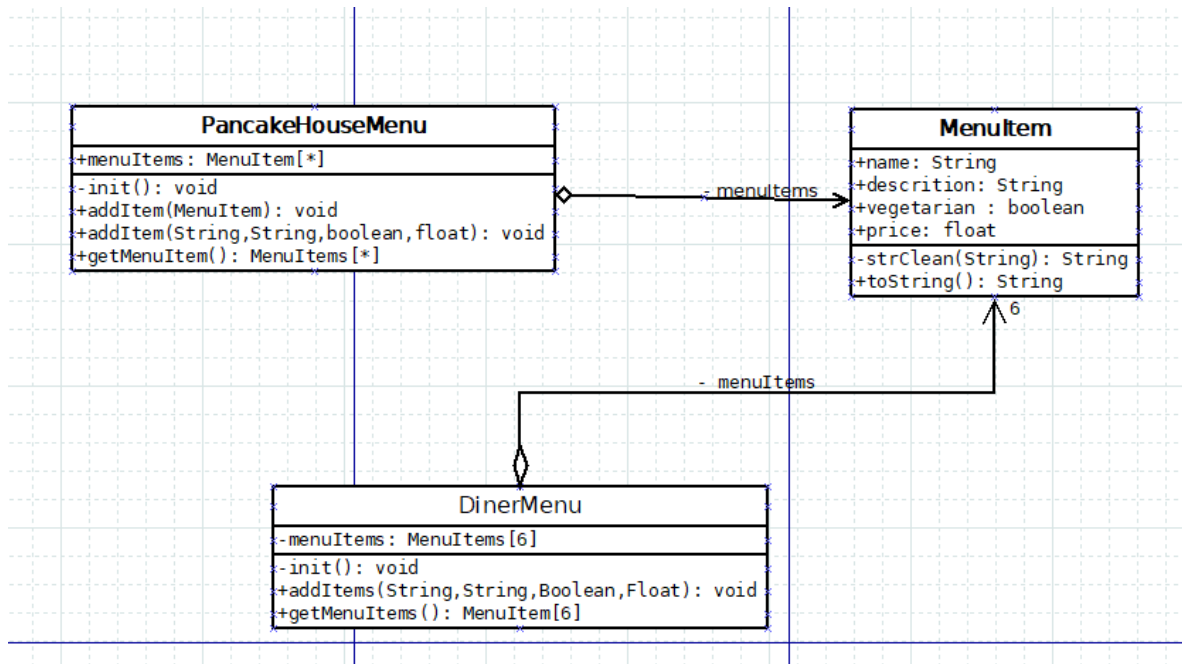 PancakeHouseMenu
+menuItems: MenuItem[*]
-init(): void
+addItem(MenuItem): void
+addItem(String,String,boolean,float): void
+getMenuItem(): MenuItems[*]
- menuItems
MenuItem
+name: String
+descrition: String
+vegetarian : boolean
+price: float
-strClean(String): String
+toString(): String
6
- menuItems
DinerMenu
-menuItems: MenuItems[6]
-init(): void
+addItems(String,String,Boolean,Float): void
+getMenuItems(): MenuItem[6]